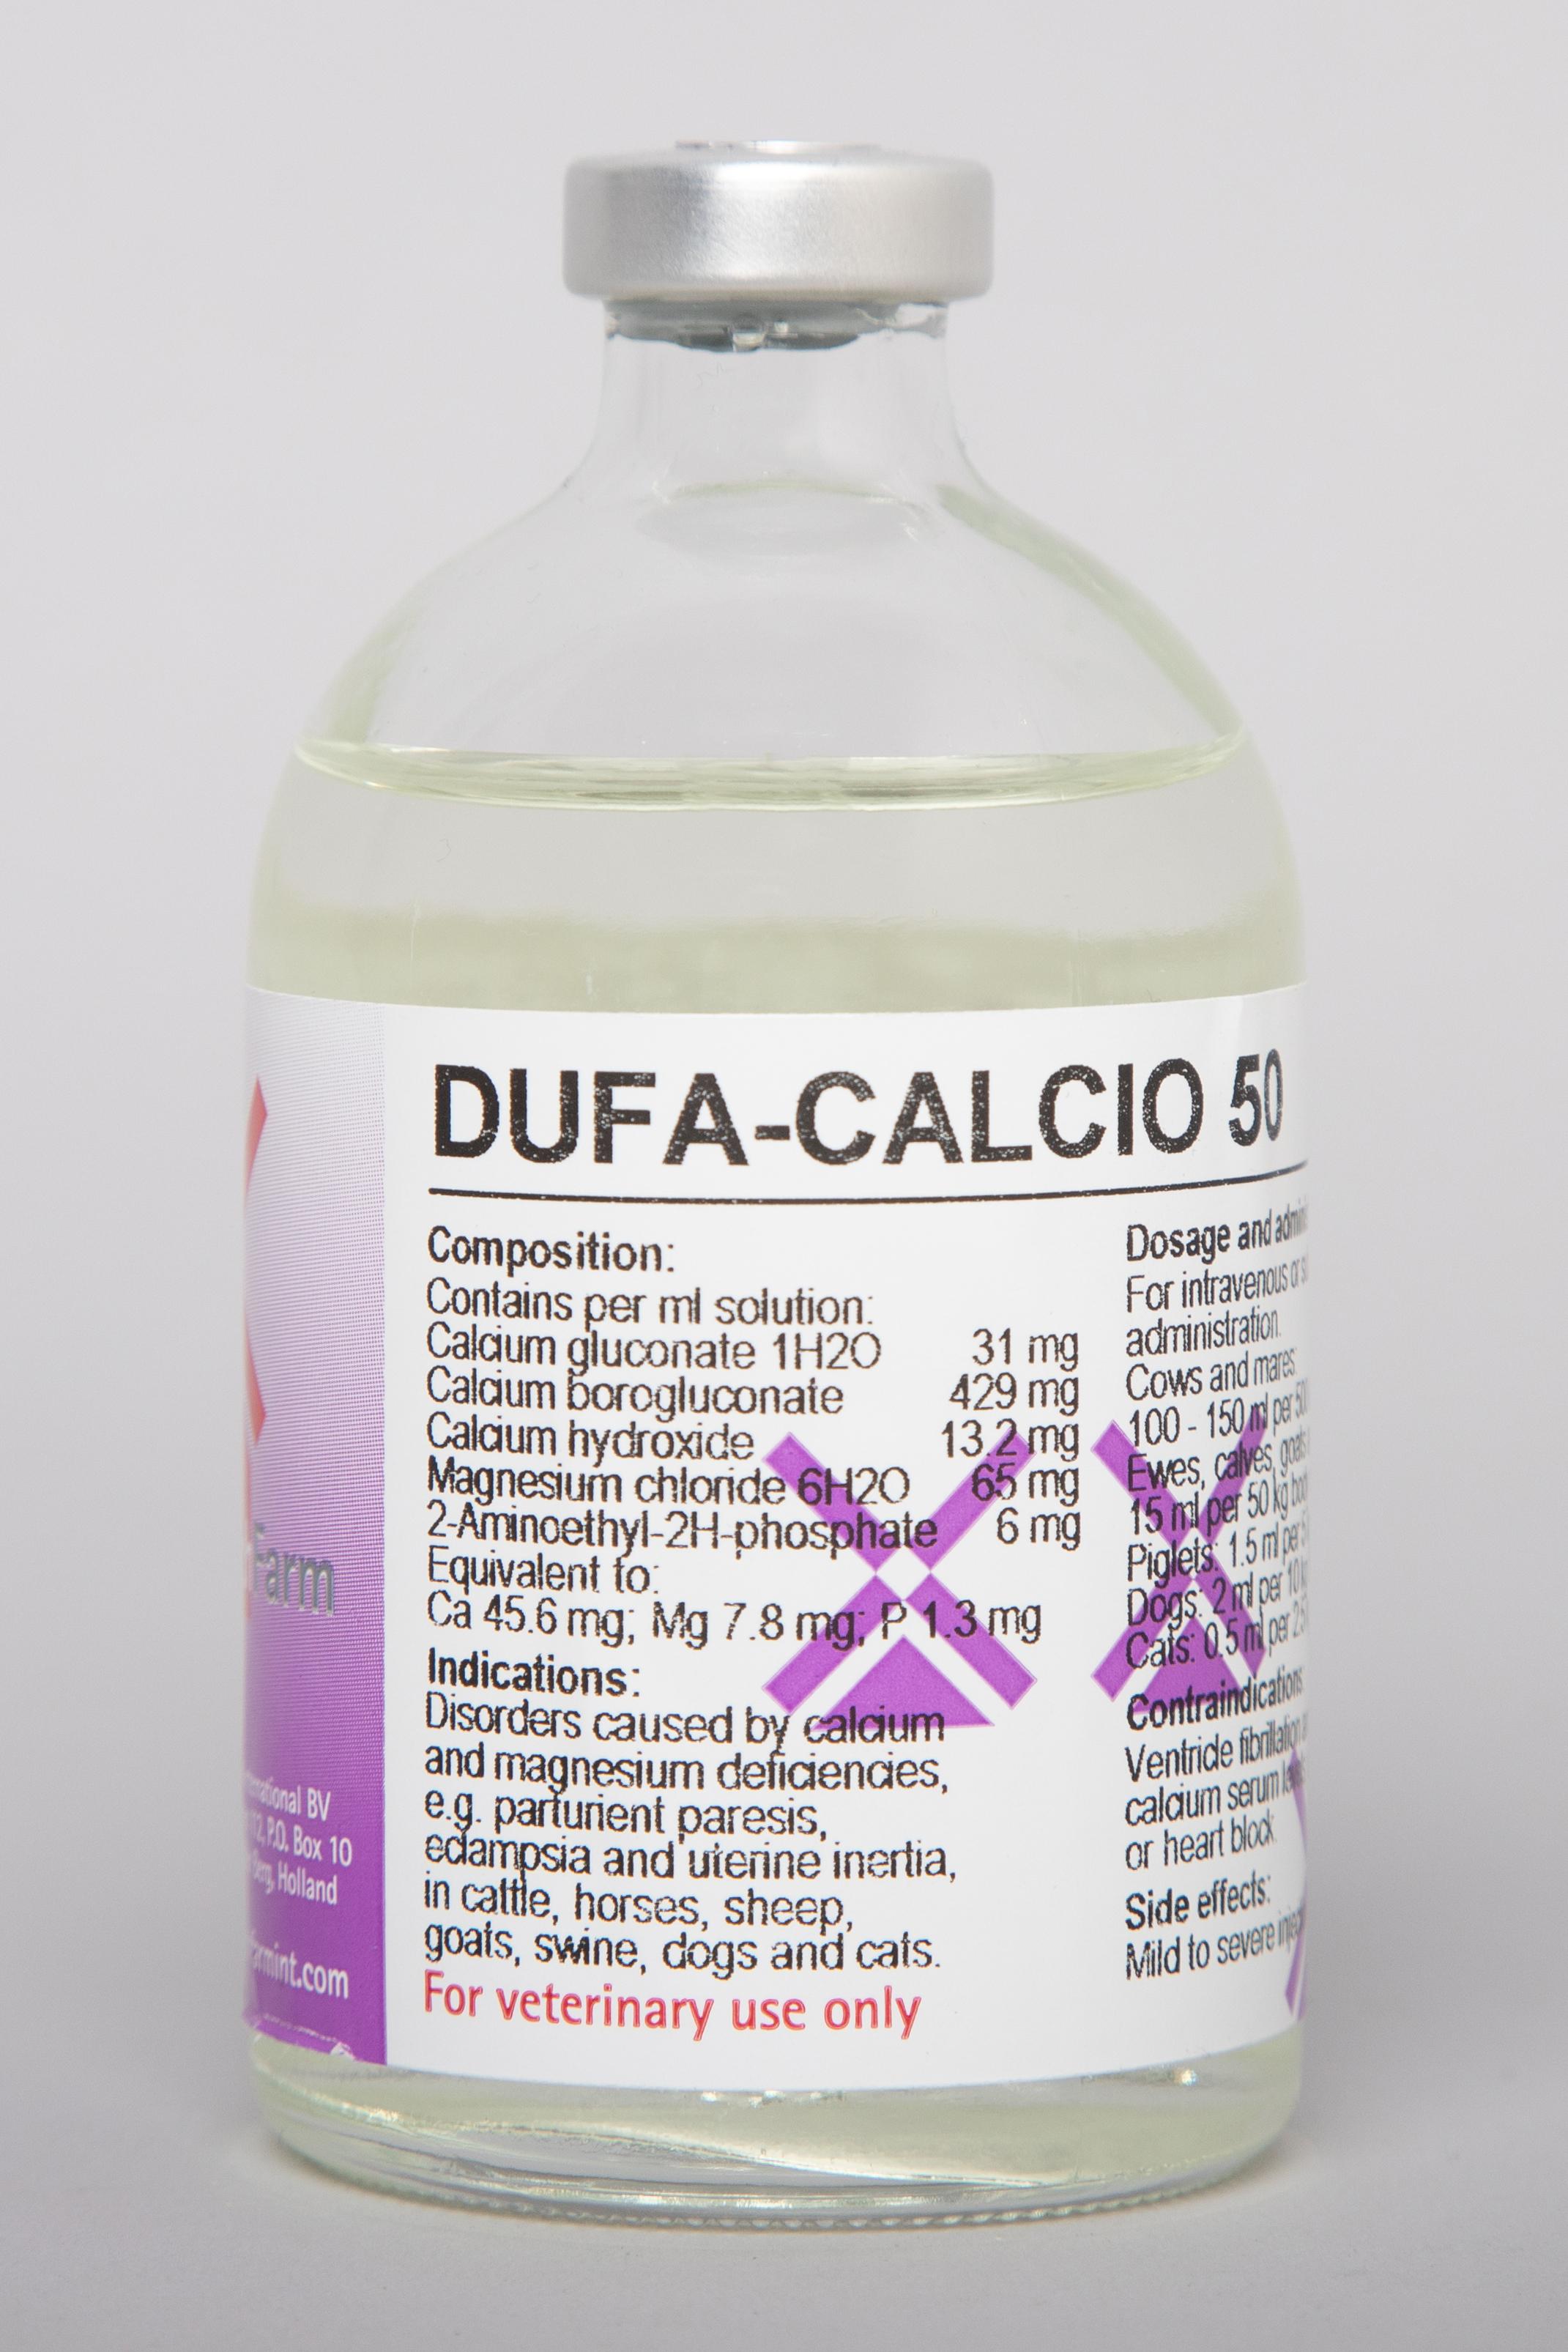 DUFA-CALCIO 50
Composition:
Contains per ml solution:
Calcium gluconate 1H2O 31 mg
Calcium borogluconate 429 mg
Calcium hydroxide 13.2 mg
Magnesium chloride 6H2O 65 mg
2-Aminoethyl-2H-phosphate 6 mg
Equivalent to:
Ca 45.6 mg; Mg 7.8 mg; P 1.3 mg
Indications:
Disorders caused by calcium
and magnesium deficiencies,
e.g. parturient paresis,
eclampsia and uterine inertia,
in cattle, horses, sheep,
goats, swine, dogs and cats.
For veterinary use only
Dosage and
For intravenous or
administration.
Cows and mares:
100 - 150 ml per
Ewes, calves, goats
15 ml per 50 kg
Piglets: 1.5 ml per
Dogs: 2 ml per 10
Cats: 0.5 ml per
Contraindications:
Ventricle fibrillation
calcium serum
or heart block.
Side effects:
Mild to severe
Farm
BV
P.O. Box 10
Berg, Holland